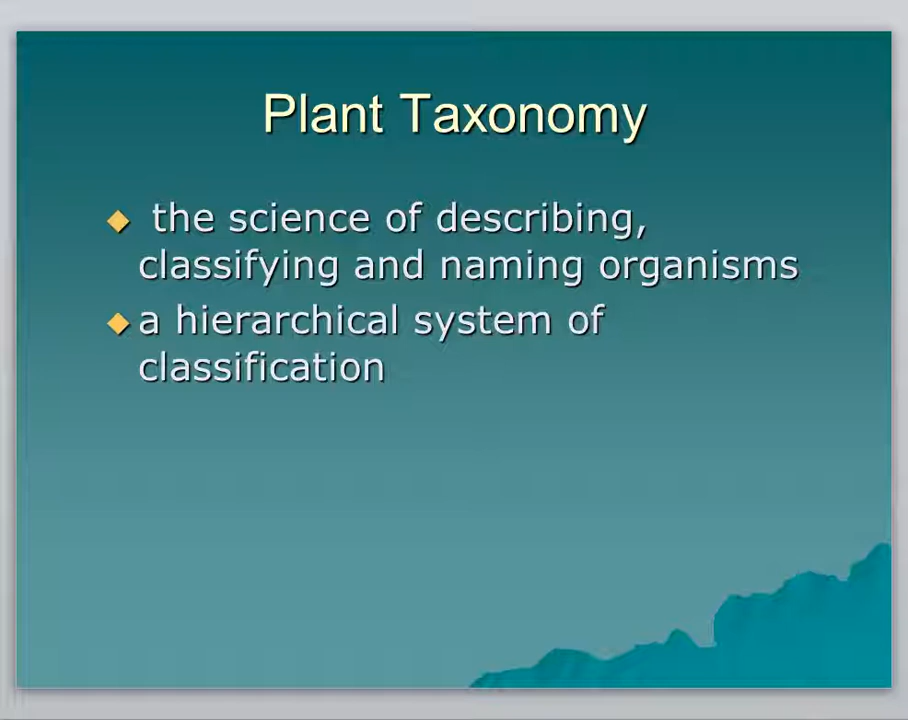 Plant Taxonomy
the science of describing,
classifying and naming organisms
a hierarchical system of
classification